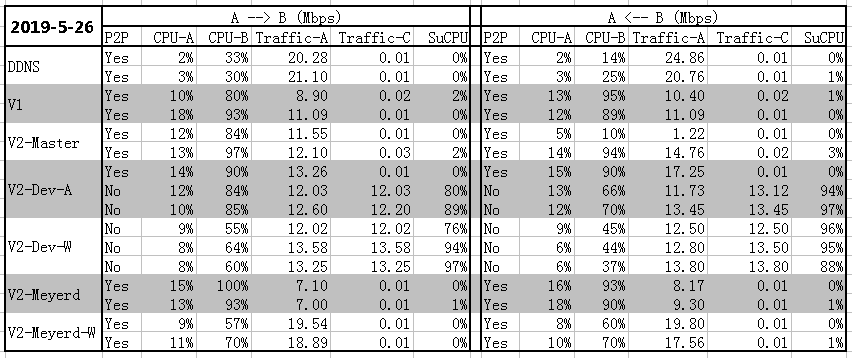 2019-5-26 A --> B (Mbps) A <-- B (Mbps)
P2P CPU-A CPU-B Traffic-A Traffic-C SuCPU P2P CPU-A CPU-B Traffic-A Traffic-C SuCPU
DDNS
Yes 2% 33% 20.28 0.01 0% Yes 2% 14% 24.86 0.01 0%
Yes 3% 30% 21.10 0.01 0% Yes 3% 25% 20.76 0.01 1%
V1
Yes 10% 80% 8.90 0.02 2% Yes 13% 95% 10.40 0.02 1%
Yes 18% 93% 11.09 0.01 0% Yes 12% 89% 11.09 0.01 0%
V2-Master
Yes 12% 84% 11.55 0.01 0% Yes 5% 10% 1.22 0.01 0%
Yes 13% 97% 12.10 0.03 2% Yes 14% 94% 14.76 0.02 3%
V2-Dev-A
Yes 14% 90% 13.26 0.01 0% Yes 15% 90% 17.25 0.01 0%
No 12% 84% 12.03 12.03 80% No 13% 66% 11.73 13.12 94%
No 10% 85% 12.60 12.20 89% No 12% 70% 13.45 13.45 97%
V2-Dev-W
No 9% 55% 12.02 12.02 76% No 9% 45% 12.50 12.50 96%
No 8% 64% 13.58 13.58 94% No 6% 44% 12.80 13.50 95%
No 8% 60% 13.25 13.25 97% No 6% 37% 13.80 13.80 88%
V2-Meyerd
Yes 15% 100% 7.10 0.01 0% Yes 16% 93% 8.17 0.01 0%
Yes 13% 93% 7.00 0.01 1% Yes 18% 90% 9.30 0.01 1%
V2-Meyerd-W
Yes 9% 57% 19.54 0.01 0% Yes 8% 60% 19.80 0.01 0%
Yes 11% 70% 18.89 0.01 0% Yes 10% 70% 17.56 0.01 1%